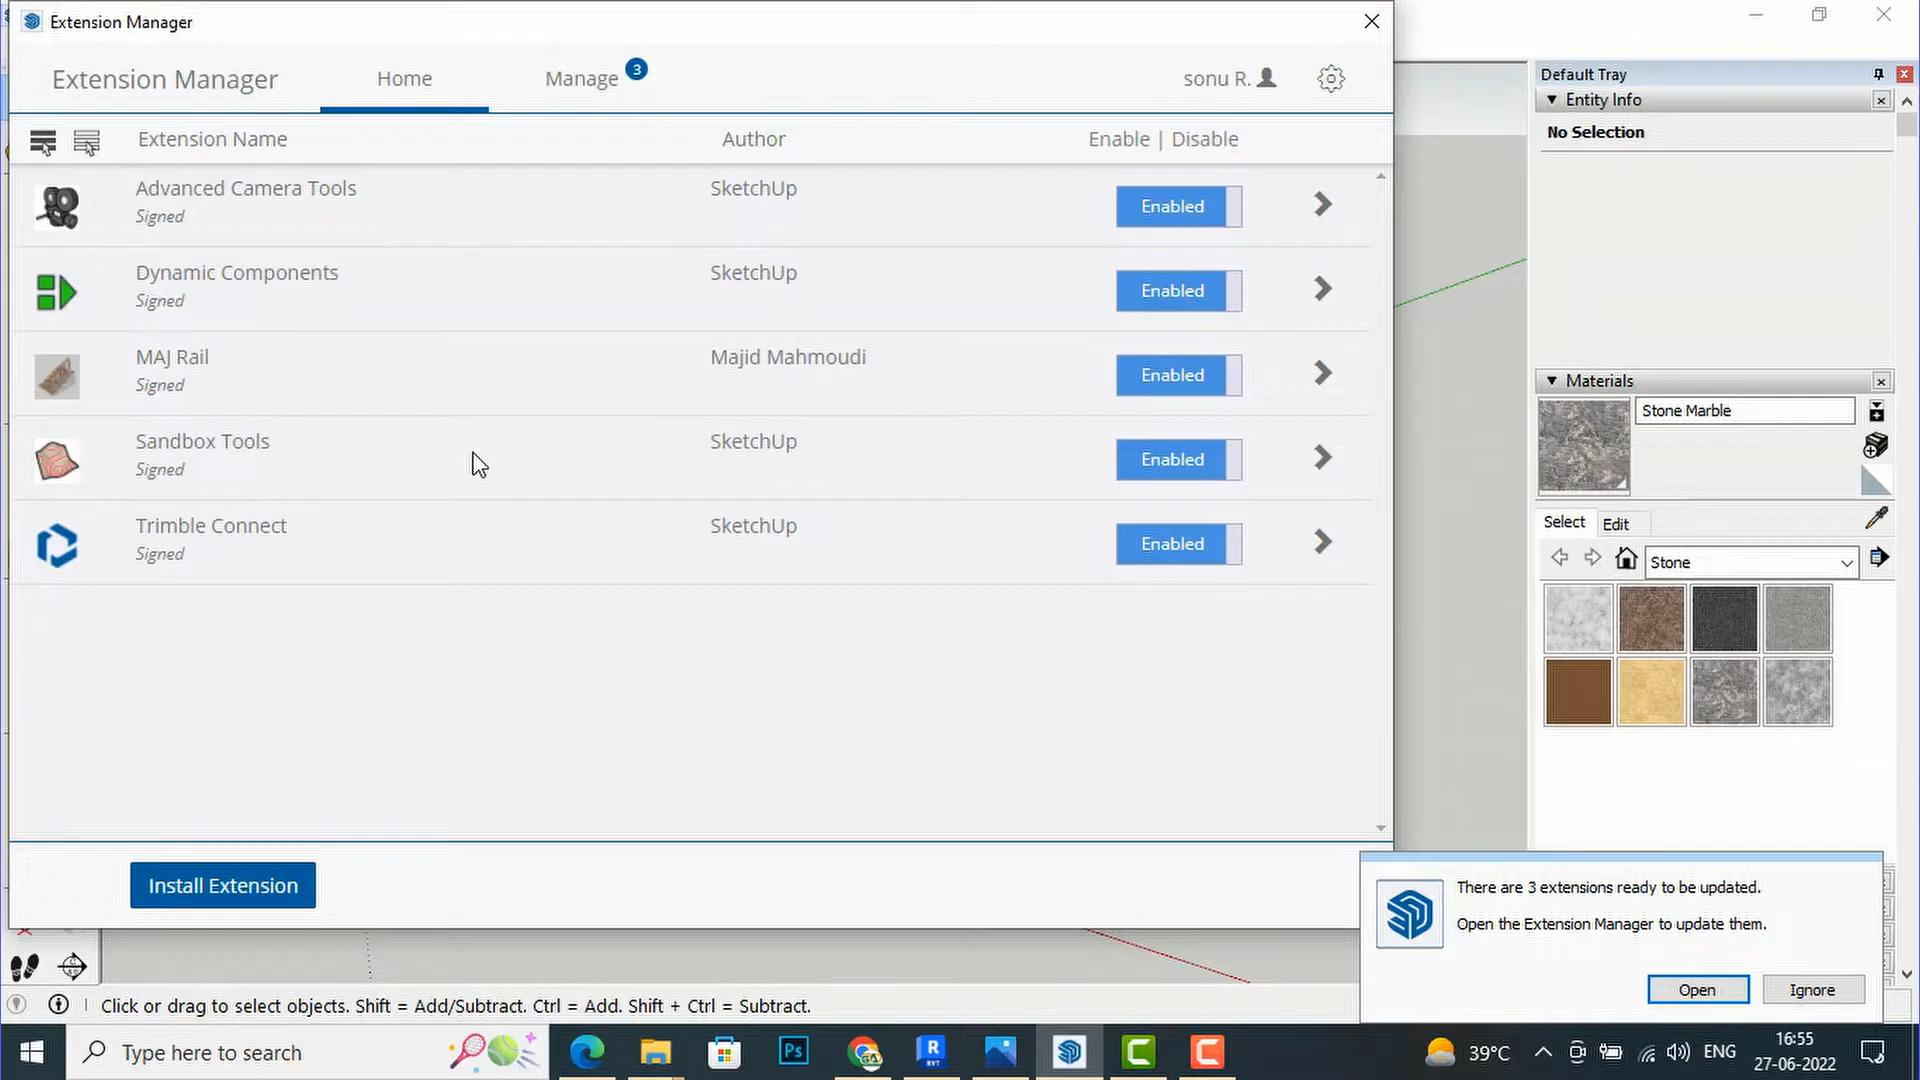 Extension Manager
Extension Manager
Home
Manage 3
sonu R.
Extension Name
Author
Enable | Disable
Advanced Camera Tools
Signed
SketchUp
Enabled
Dynamic Components
Signed
SketchUp
Enabled
MAJ Rail
Signed
Majid Mahmoudi
Enabled
Sandbox Tools
Signed
SketchUp
Enabled
Trimble Connect
Signed
SketchUp
Enabled
Install Extension
Default Tray
Entity Info
No Selection
Materials
Stone Marble
Select
Edit
Stone
There are 3 extensions ready to be updated.
Open the Extension Manager to update them.
Open
Ignore
Click or drag to select objects. Shift = Add/Subtract. Ctrl = Add. Shift + Ctrl = Subtract.
Type here to search
Ps
GA
R
RVT
C
C
39°C
ENG
16:55
27-06-2022